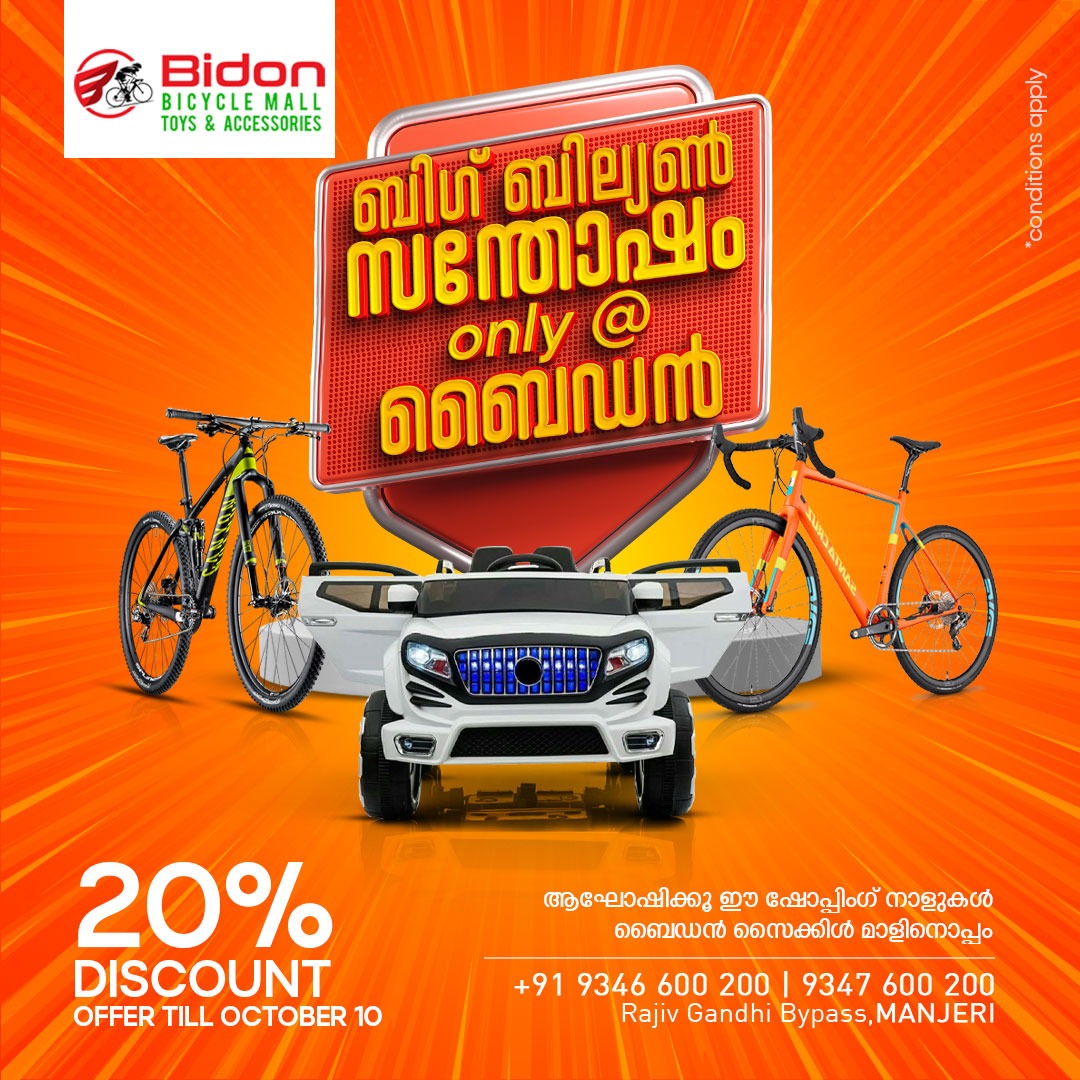 Bidon
BICYCLE MALL
TOYS & ACCESSORIES
*conditions apply
ബിഗ് ബില്യൺ
സന്തോഷം
only @
ബൈഡൻ
20%
DISCOUNT
OFFER TILL OCTOBER 10
ആഘോഷിക്കൂ ഈ ഷോപ്പിംഗ് നാളുകൾ
ബൈഡൻ സൈക്കിൾ മാളിനൊപ്പം
+91 9346 600 200 | 9347 600 200
Rajiv Gandhi Bypass,MANJERI